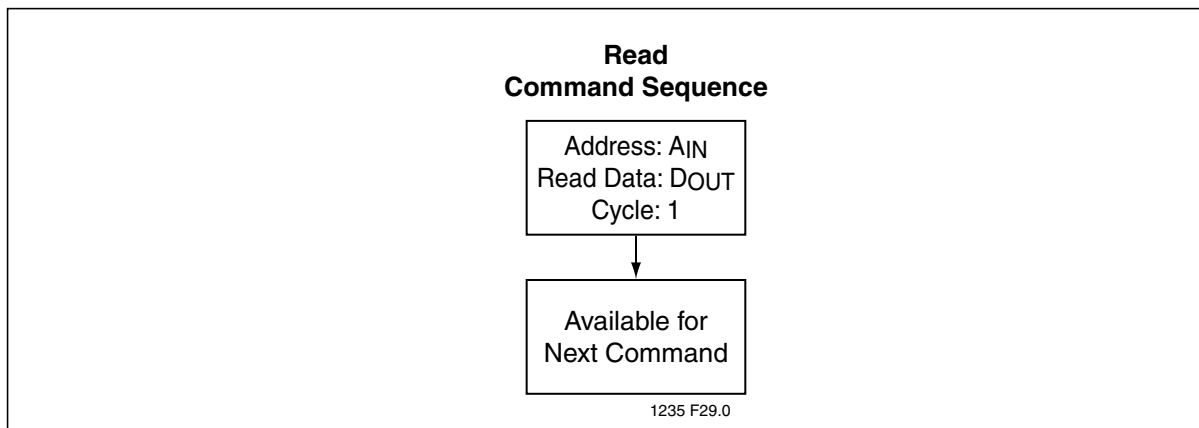 Read
Command Sequence
Address: AIN
Read Data: DOUT
Cycle: 1
Available for
Next Command
1235 F29.0